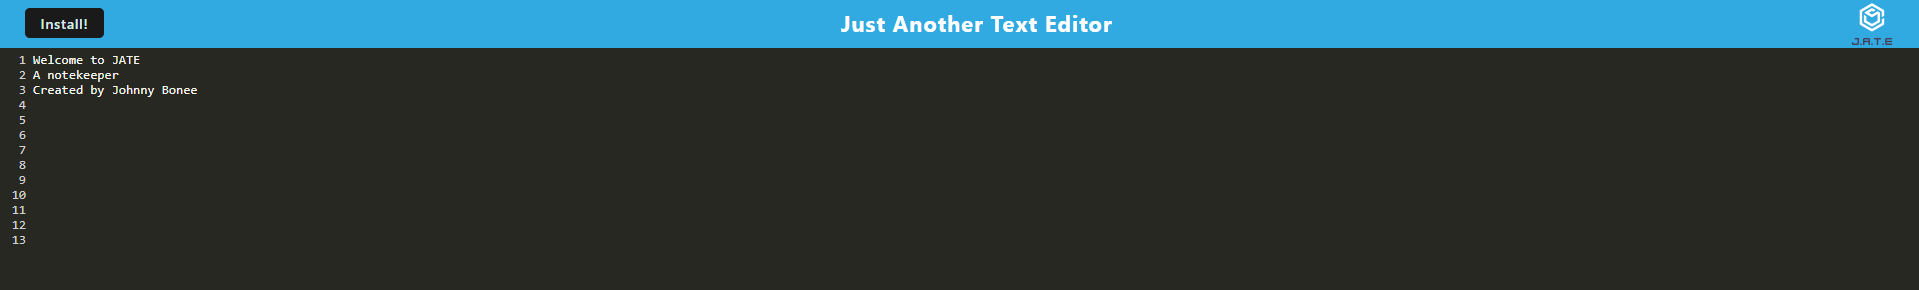 Install!
Just Another Text Editor
J.A.T.E
1 Welcome to JATE
2 A notekeeper
3 Created by Johnny Bonee
4
5
6
7
8
9
10
11
12
13